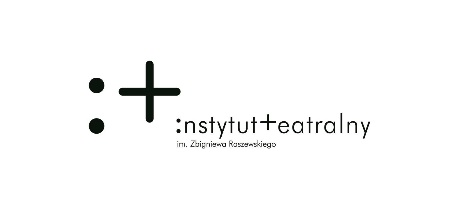 :+
:nstytut+eatralny
im. Zbigniewa Raszewskiego